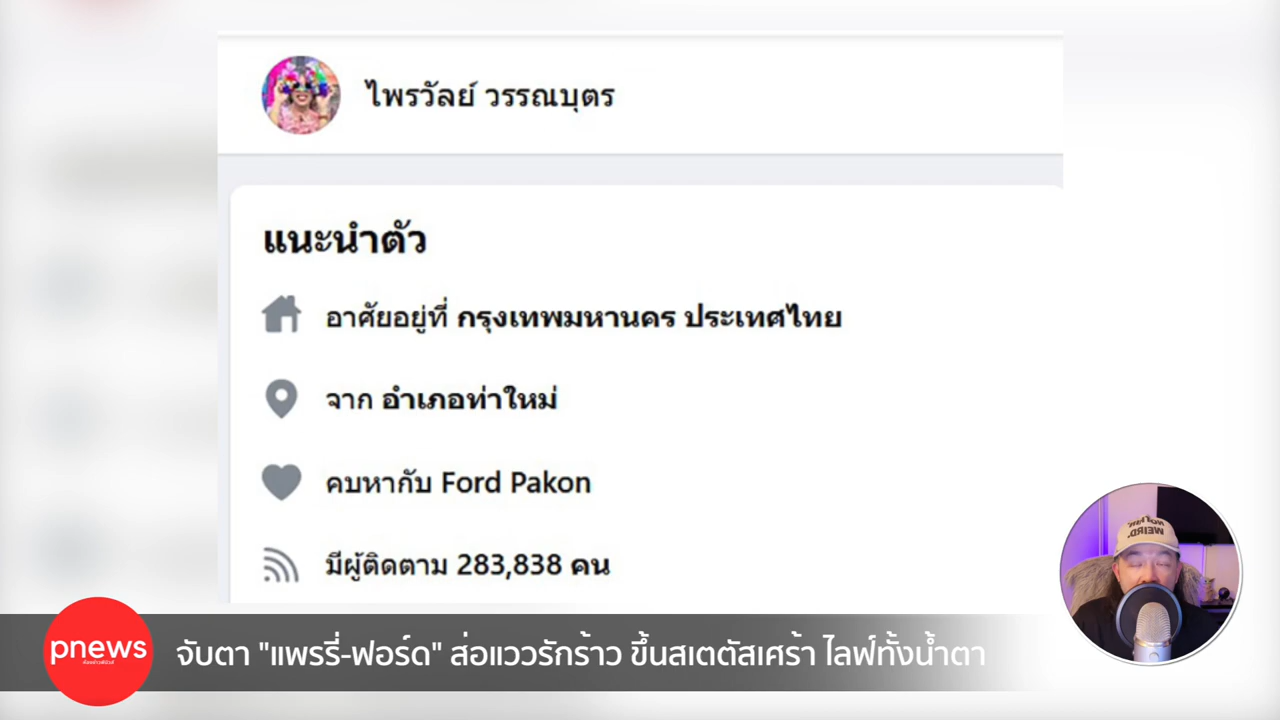 ไพรวัลย์ วรรณบุตร
แนะนำตัว
อาศัยอยู่ที่ กรุงเทพมหานคร ประเทศไทย
จาก อำเภอท่าใหม่
คบหากับ Ford Pakon
มีผู้ติดตาม 283,838 คน
pnews
จับตา "แพรรี่-ฟอร์ด" ส่อแววรักร้าว ขึ้นสเตตัสเศร้า ไลฟ์ทั้งน้ำตา